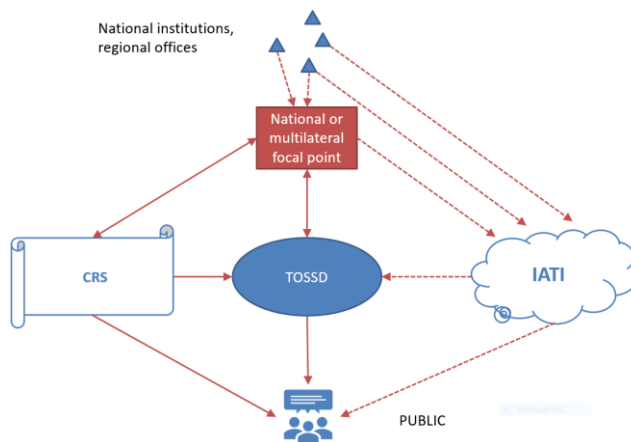 National institutions,
regional offices
National or
multilateral
focal point
CRS
TOSSD
IATI
PUBLIC